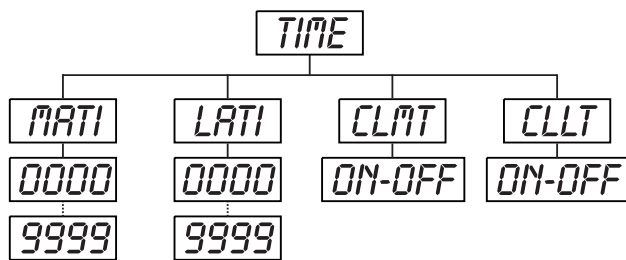 TIME
MATI LATI CLMT CLLT
0000 0000 ON-OFF ON-OFF
9999 9999